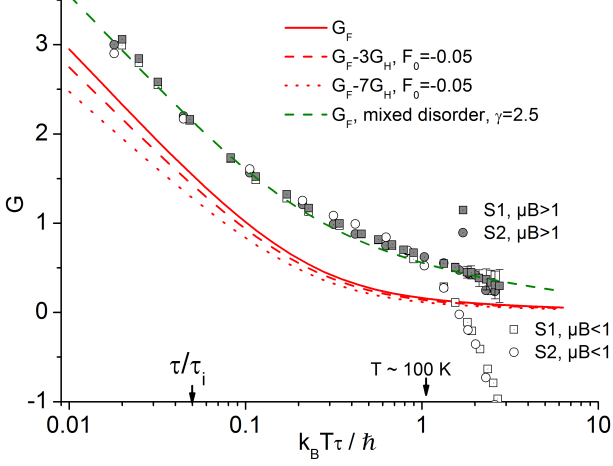 G_F
G_F-3G_H, F_0=-0.05
G_F-7G_H, F_0=-0.05
G_F, mixed disorder, γ=2.5
3
2
1
0
-1
G
S1, μB>1
S2, μB>1
S1, μB<1
S2, μB<1
τ/τ_i
T ~ 100 K
0.01 0.1 1 10
k_B Tτ / ℏ